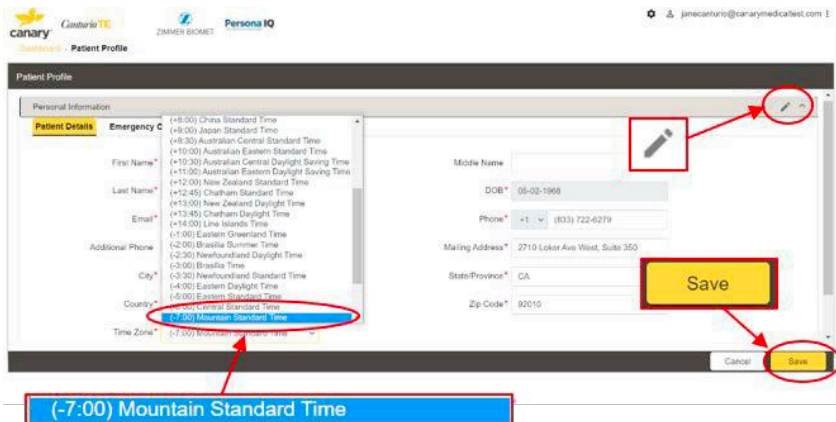 canary Canturio TE ZIMMER BIOMET Persona IQ janecanturio@canarymedicaltest.com
Dashboard › Patient Profile
Patient Profile
Personal Information
Patient Details Emergency C
(+8:00) China Standard Time
(+9:00) Japan Standard Time
(+9:30) Australian Central Standard Time
(+10:00) Australian Eastern Standard Time
(+10:30) Australian Central Daylight Saving Time
(+11:00) Australian Eastern Daylight Saving Time
(+12:00) New Zealand Standard Time
(+12:45) Chatham Standard Time
(+13:00) New Zealand Daylight Time
(+13:45) Chatham Daylight Time
(+14:00) Line Islands Time
(-1:00) Eastern Greenland Time
(-2:00) Brasilia Summer Time
(-2:30) Newfoundland Daylight Time
(-3:00) Brasilia Time
(-3:30) Newfoundland Standard Time
(-4:00) Eastern Daylight Time
(-5:00) Eastern Standard Time
(-6:00) Central Standard Time
(-7:00) Mountain Standard Time
First Name* Middle Name
Last Name* DOB* 05-02-1968
Email* Phone* +1 (833) 722-6279
Additional Phone Mailing Address* 2710 Loker Ave West, Suite 350
City* State/Province* CA
Country* Zip Code* 92010
Time Zone* (-7:00) Mountain Standard Time
Save
Cancel Save
(-7:00) Mountain Standard Time